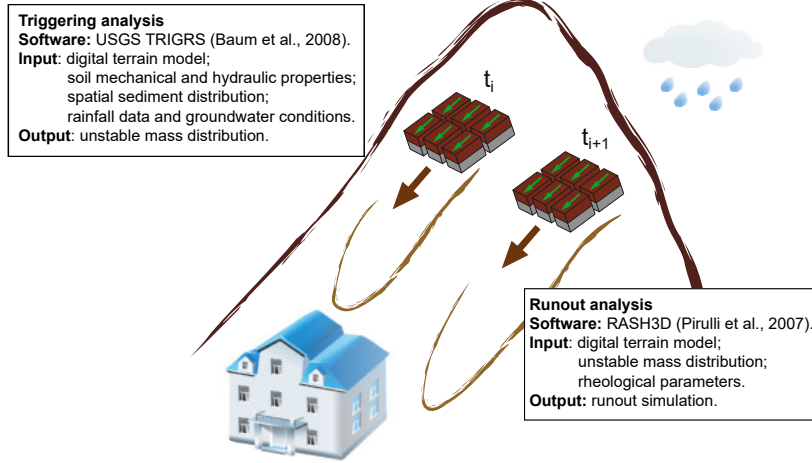 Triggering analysis
Software: USGS TRIGRS (Baum et al., 2008).
Input: digital terrain model;
soil mechanical and hydraulic properties;
spatial sediment distribution;
rainfall data and groundwater conditions.
Output: unstable mass distribution.
ti
ti+1
Runout analysis
Software: RASH3D (Pirulli et al., 2007).
Input: digital terrain model;
unstable mass distribution;
rheological parameters.
Output: runout simulation.